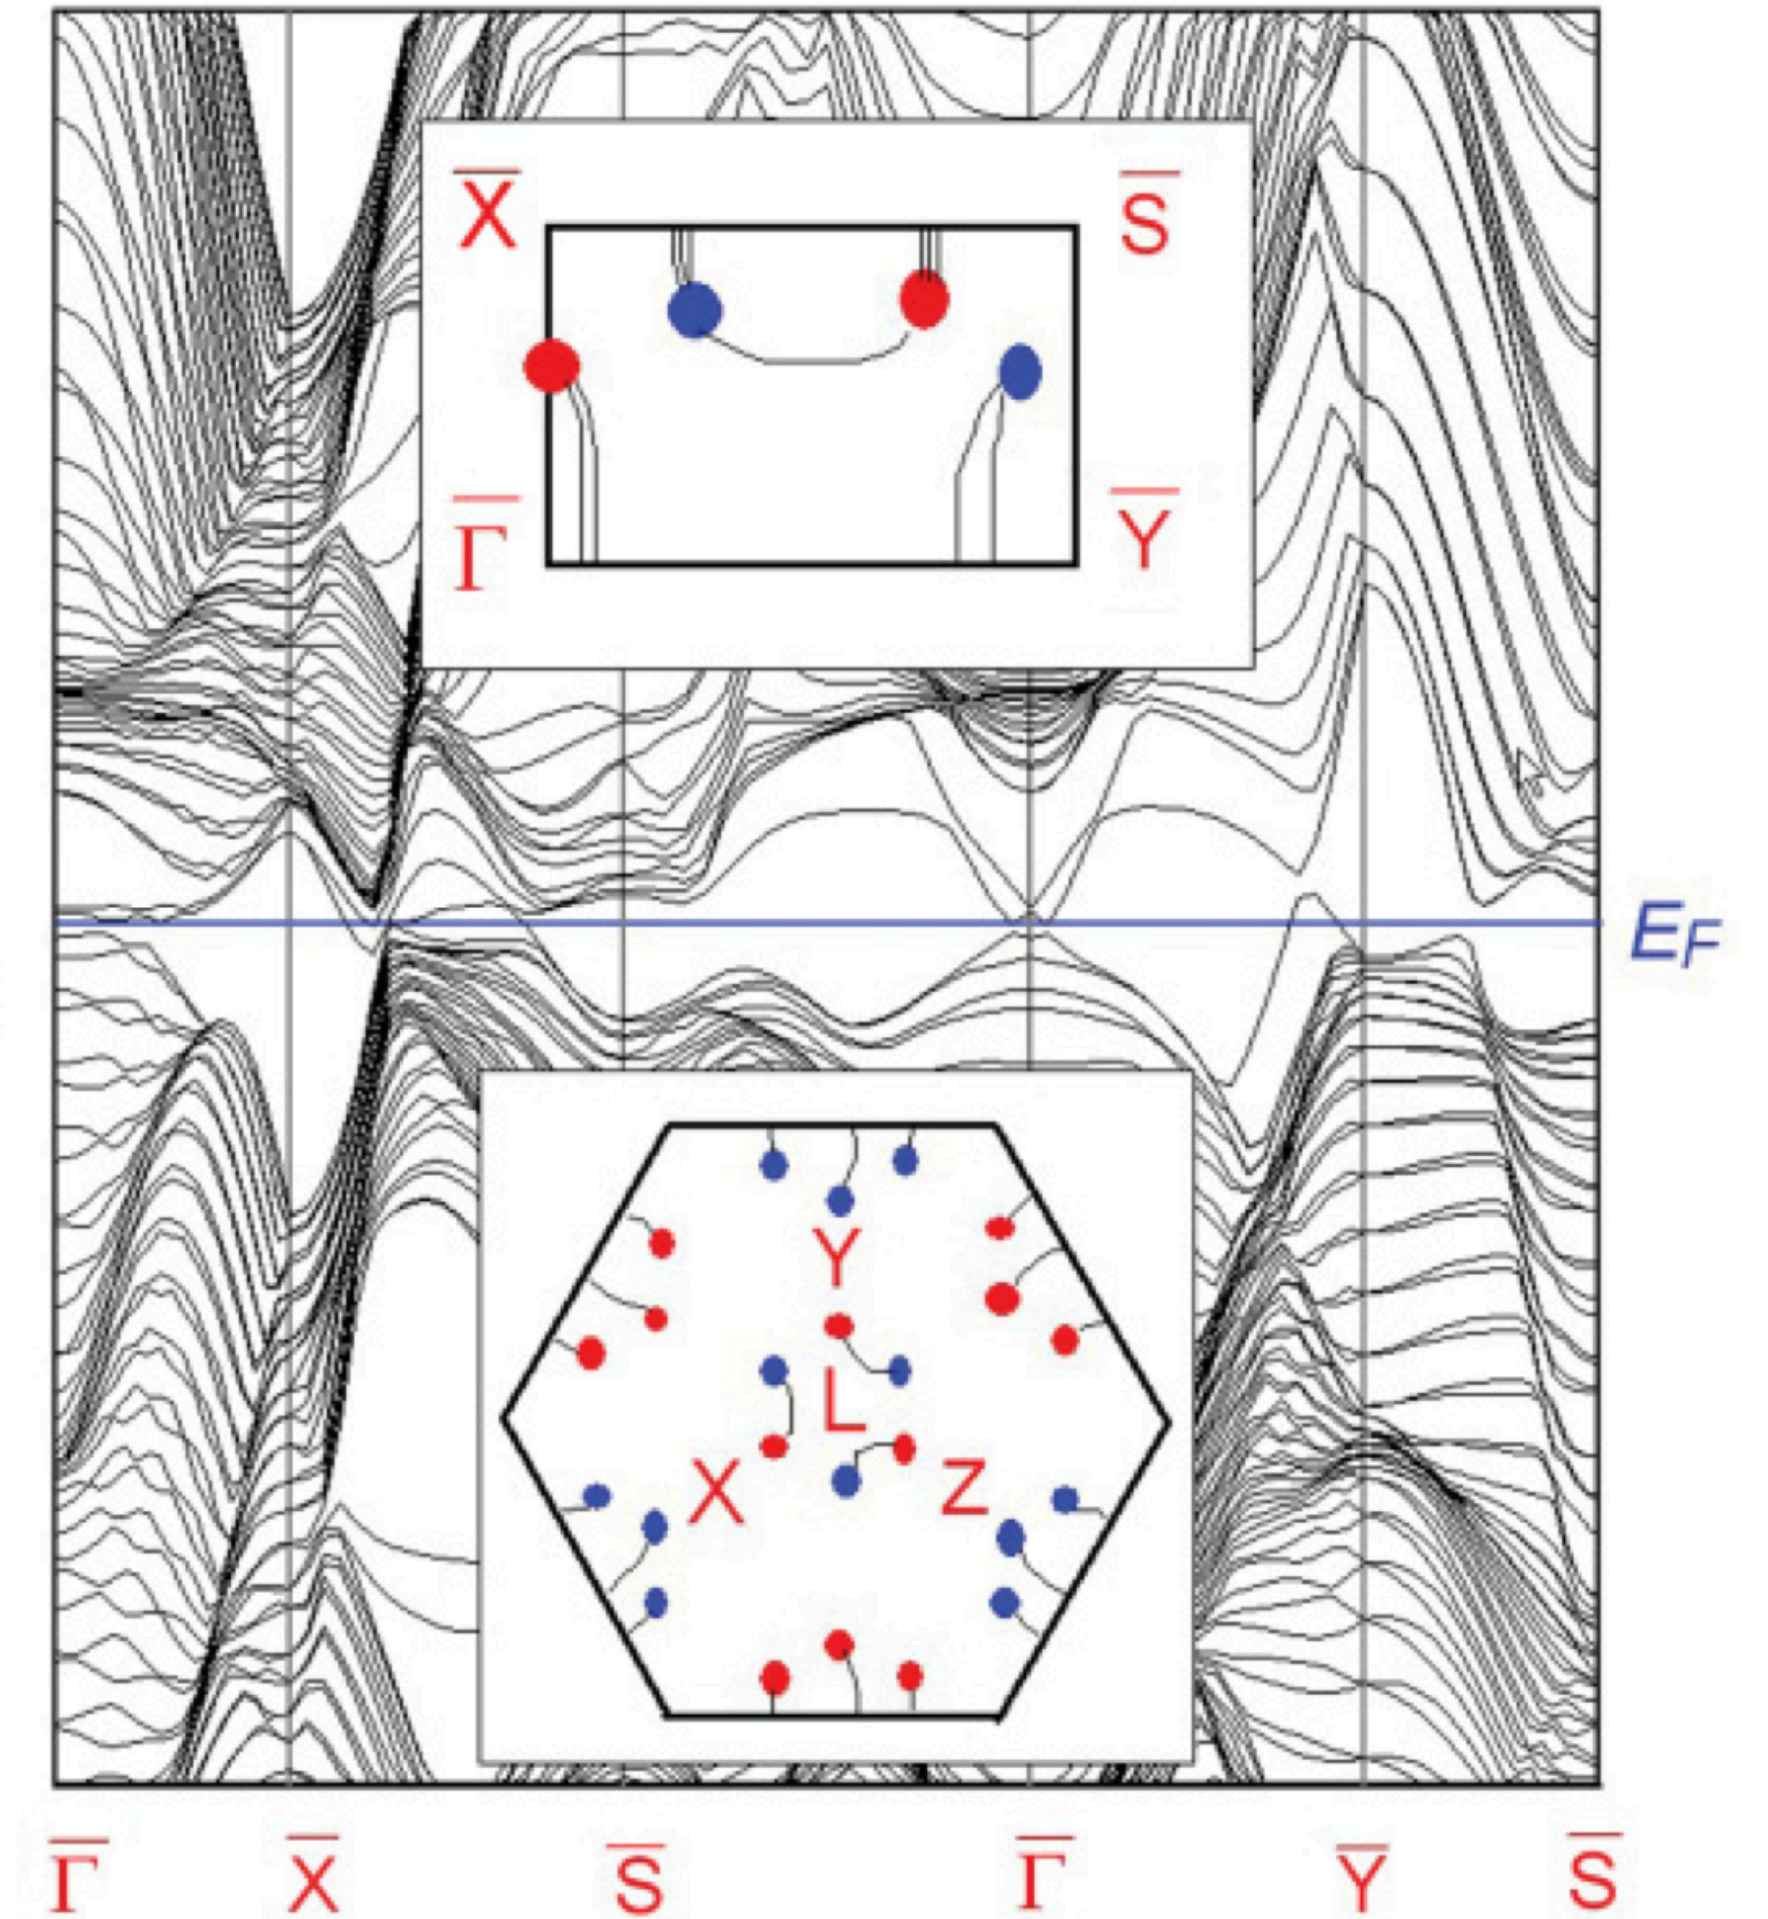 X̅ S̅
Γ̅ Y̅
E_F
Y
L
X Z
Γ̅ X̅ S̅ Γ̅ Y̅ S̅